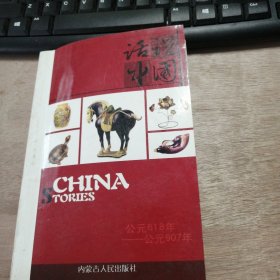 话说
中国
CHINA
STORIES
公元618年
——公元907年
内蒙古人民出版社